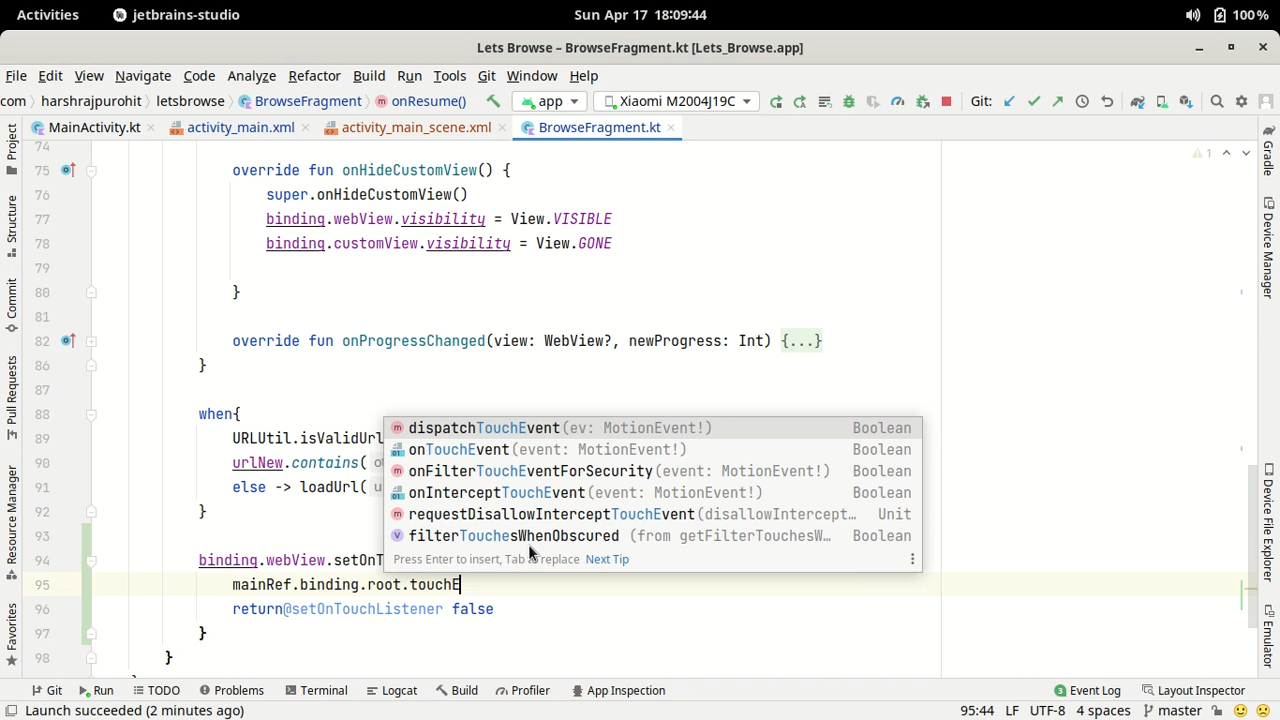 Activities jetbrains-studio Sun Apr 17 18:09:44 100%
Lets Browse – BrowseFragment.kt [Lets_Browse.app]
File Edit View Navigate Code Analyze Refactor Build Run Tools Git Window Help
com harshrajpurohit letsbrowse BrowseFragment onResume() app Xiaomi M2004J19C Git:
MainActivity.kt activity_main.xml activity_main_scene.xml BrowseFragment.kt
74
75 override fun onHideCustomView() {
76 super.onHideCustomView()
77 binding.webView.visibility = View.VISIBLE
78 binding.customView.visibility = View.GONE
79
80 }
81
82 override fun onProgressChanged(view: WebView?, newProgress: Int) {...}
86 }
87
88 when{
89 URLUtil.isValidUrl
90 urlNew.contains(
91 else -> loadUrl(
92 }
93
94 binding.webView.setOnT
95 mainRef.binding.root.touchE
96 return@setOnTouchListener false
97 }
98 }
dispatchTouchEvent(ev: MotionEvent!) Boolean
onTouchEvent(event: MotionEvent!) Boolean
onFilterTouchEventForSecurity(event: MotionEvent!) Boolean
onInterceptTouchEvent(event: MotionEvent!) Boolean
requestDisallowInterceptTouchEvent(disallowIntercept… Unit
filterTouchesWhenObscured (from getFilterTouchesW… Boolean
Press Enter to insert, Tab to replace Next Tip
1
Project
Structure
Commit
Pull Requests
Resource Manager
Favorites
Gradle
Device Manager
Device File Explorer
Emulator
Git Run TODO Problems Terminal Logcat Build Profiler App Inspection 3 Event Log Layout Inspector
Launch succeeded (2 minutes ago) 95:44 LF UTF-8 4 spaces master